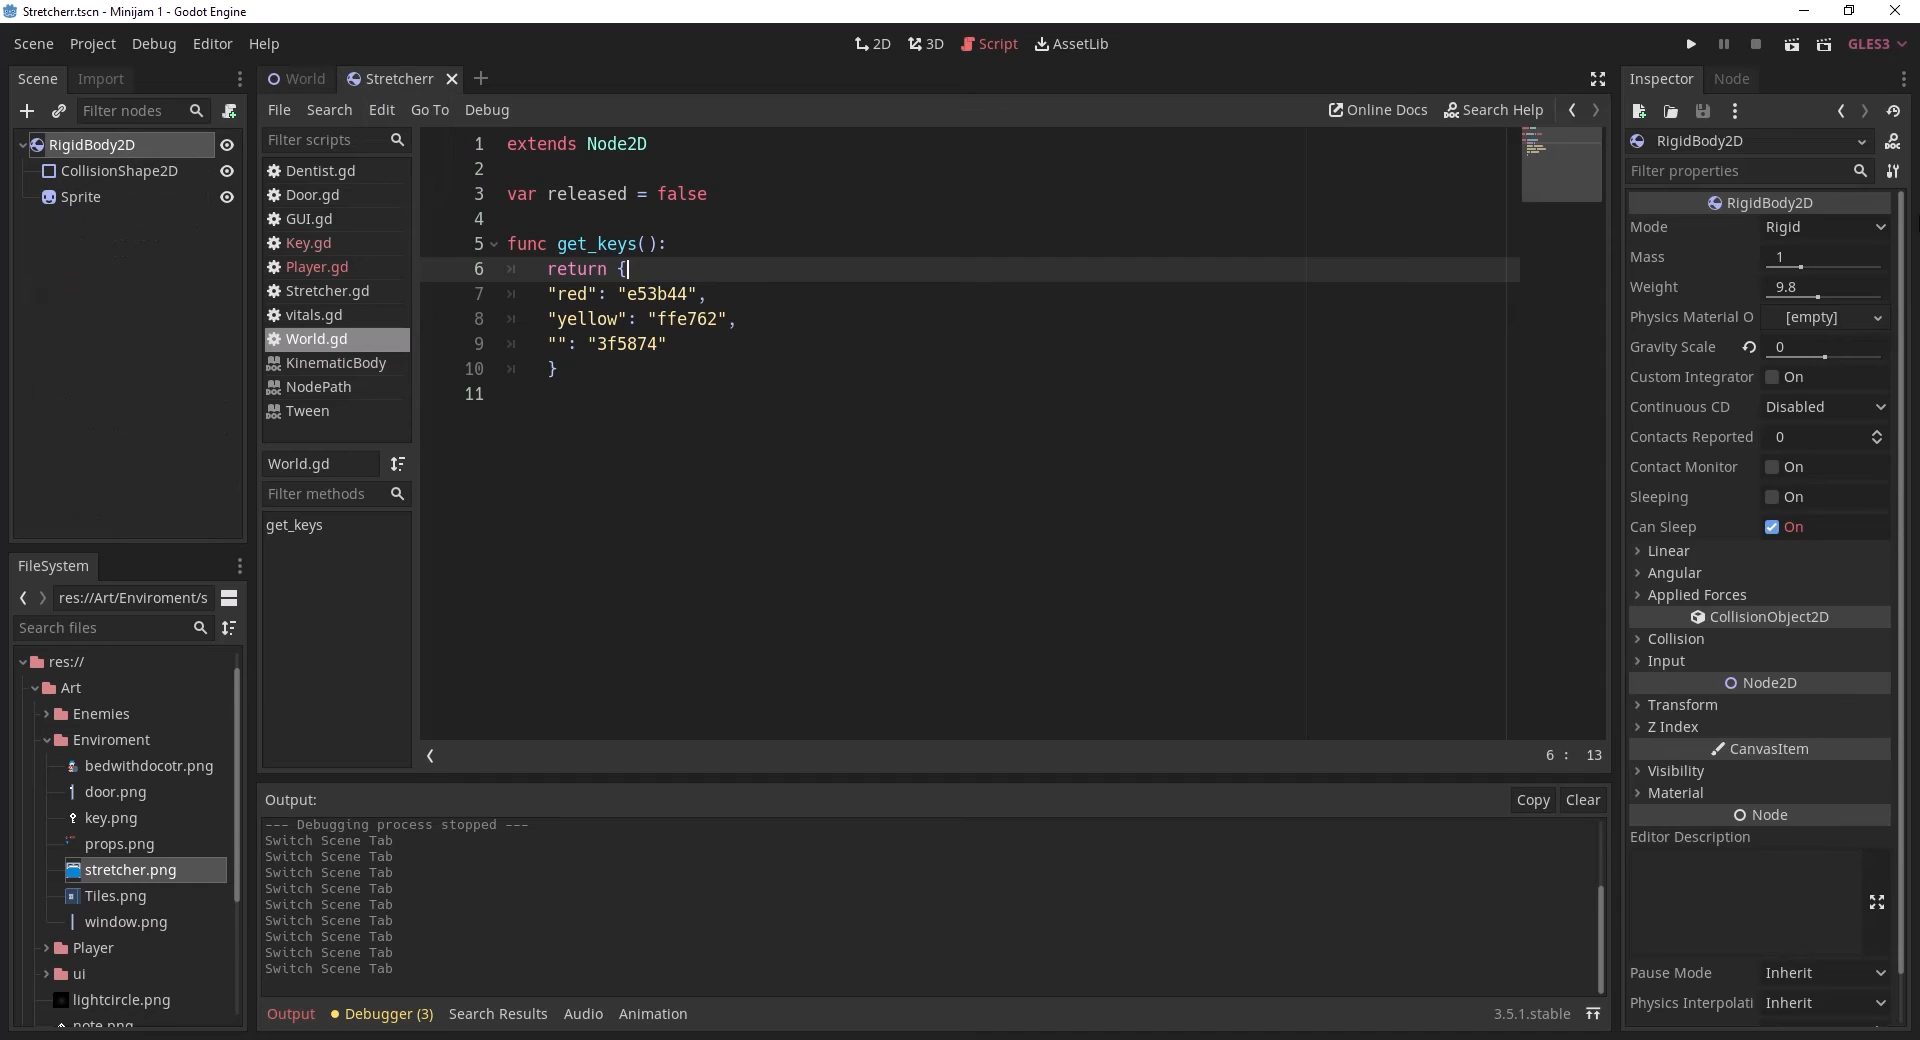 Stretcherr.tscn - Minijam 1 - Godot Engine
Scene Project Debug Editor Help
2D 3D Script AssetLib
GLES3
Scene Import
Filter nodes
RigidBody2D
CollisionShape2D
Sprite
FileSystem
res://Art/Enviroment/s
Search files
res://
Art
Enemies
Enviroment
bedwithdocotr.png
door.png
key.png
props.png
stretcher.png
Tiles.png
window.png
Player
ui
lightcircle.png
note.png
World Stretcherr
File Search Edit Go To Debug
Online Docs Search Help
Filter scripts
Dentist.gd
Door.gd
GUI.gd
Key.gd
Player.gd
Stretcher.gd
vitals.gd
World.gd
KinematicBody
NodePath
Tween
World.gd
Filter methods
get_keys
1 extends Node2D
2
3 var released = false
4
5 func get_keys():
6 return {
7 "red": "e53b44",
8 "yellow": "ffe762",
9 "": "3f5874"
10 }
11
6 : 13
Output:
Copy Clear
--- Debugging process stopped ---
Switch Scene Tab
Switch Scene Tab
Switch Scene Tab
Switch Scene Tab
Switch Scene Tab
Switch Scene Tab
Switch Scene Tab
Switch Scene Tab
Switch Scene Tab
Output Debugger (3) Search Results Audio Animation
3.5.1.stable
Inspector Node
RigidBody2D
Filter properties
RigidBody2D
Mode Rigid
Mass 1
Weight 9.8
Physics Material O [empty]
Gravity Scale 0
Custom Integrator On
Continuous CD Disabled
Contacts Reported 0
Contact Monitor On
Sleeping On
Can Sleep On
Linear
Angular
Applied Forces
CollisionObject2D
Collision
Input
Node2D
Transform
Z Index
CanvasItem
Visibility
Material
Node
Editor Description
Pause Mode Inherit
Physics Interpolati Inherit